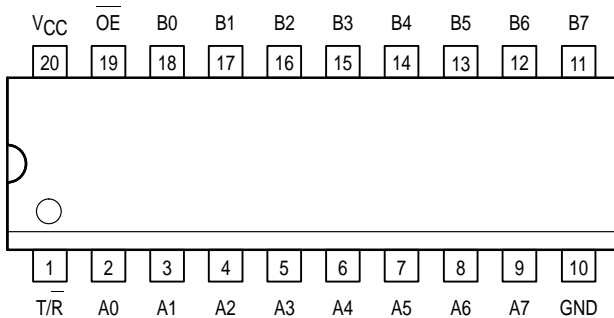 VCC OE B0 B1 B2 B3 B4 B5 B6 B7
20 19 18 17 16 15 14 13 12 11
1 2 3 4 5 6 7 8 9 10
T/R A0 A1 A2 A3 A4 A5 A6 A7 GND